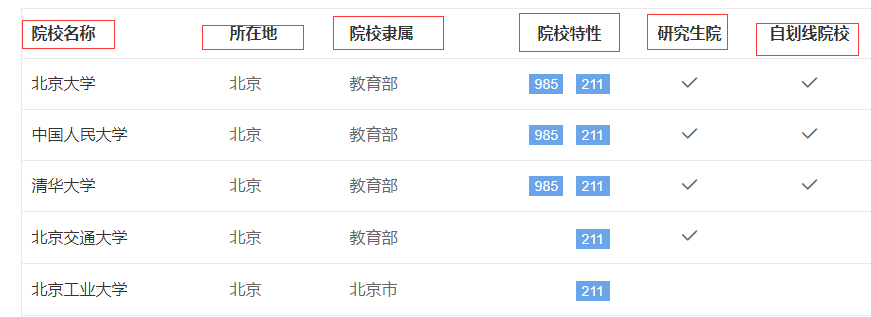 院校名称 所在地 院校隶属 院校特性 研究生院 自划线院校
北京大学 北京 教育部 985 211 ✓ ✓
中国人民大学 北京 教育部 985 211 ✓ ✓
清华大学 北京 教育部 985 211 ✓ ✓
北京交通大学 北京 教育部 211 ✓
北京工业大学 北京 北京市 211